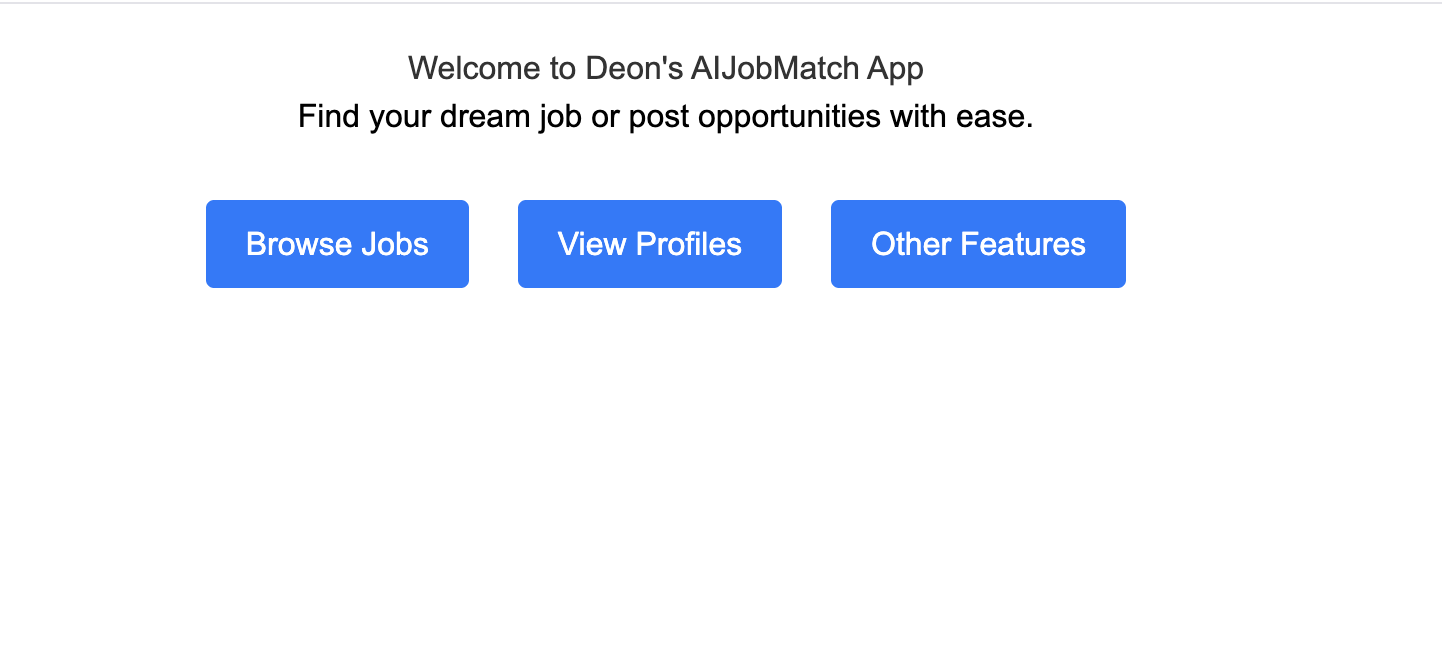 Welcome to Deon's AIJobMatch App
Find your dream job or post opportunities with ease.
Browse Jobs
View Profiles
Other Features